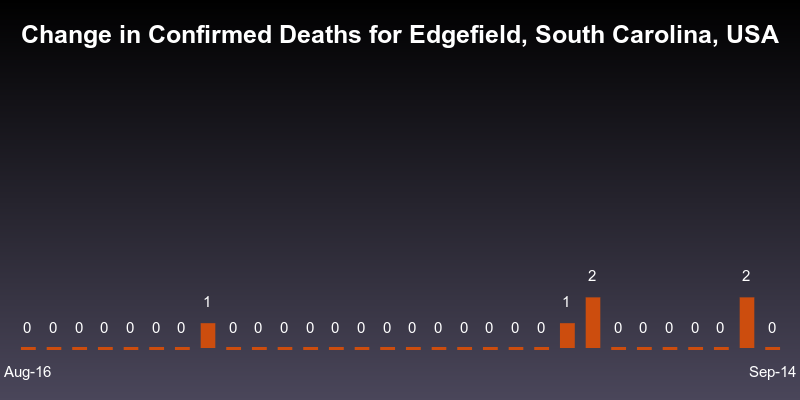 Change in Confirmed Deaths for Edgefield, South Carolina, USA
2 2
1 1
0 0 0 0 0 0 0 0 0 0 0 0 0 0 0 0 0 0 0 0 0 0 0 0 0 0
Aug-16 Sep-14